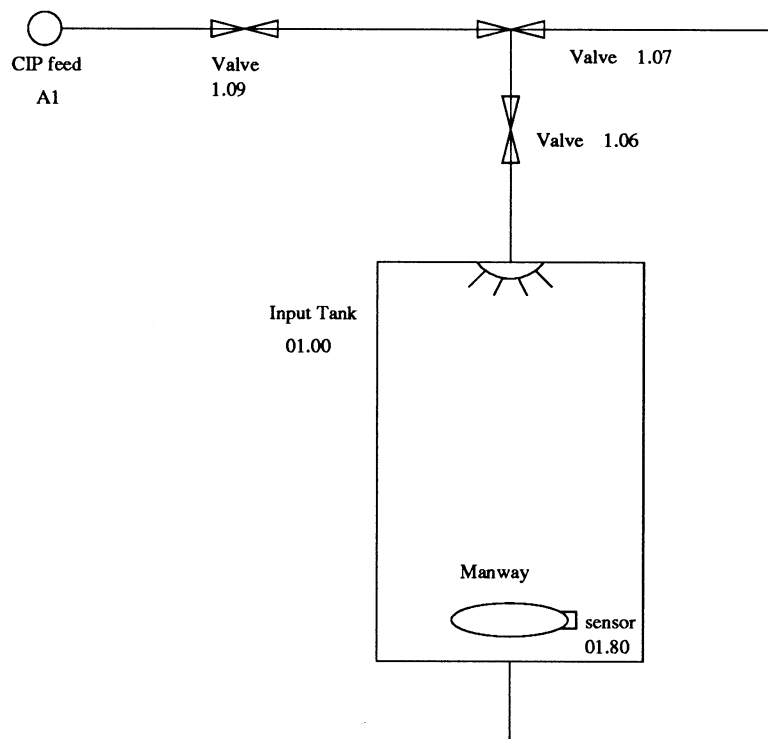 CIP feed
A1
Valve
1.09
Valve 1.07
Valve 1.06
Input Tank
01.00
Manway
sensor
01.80